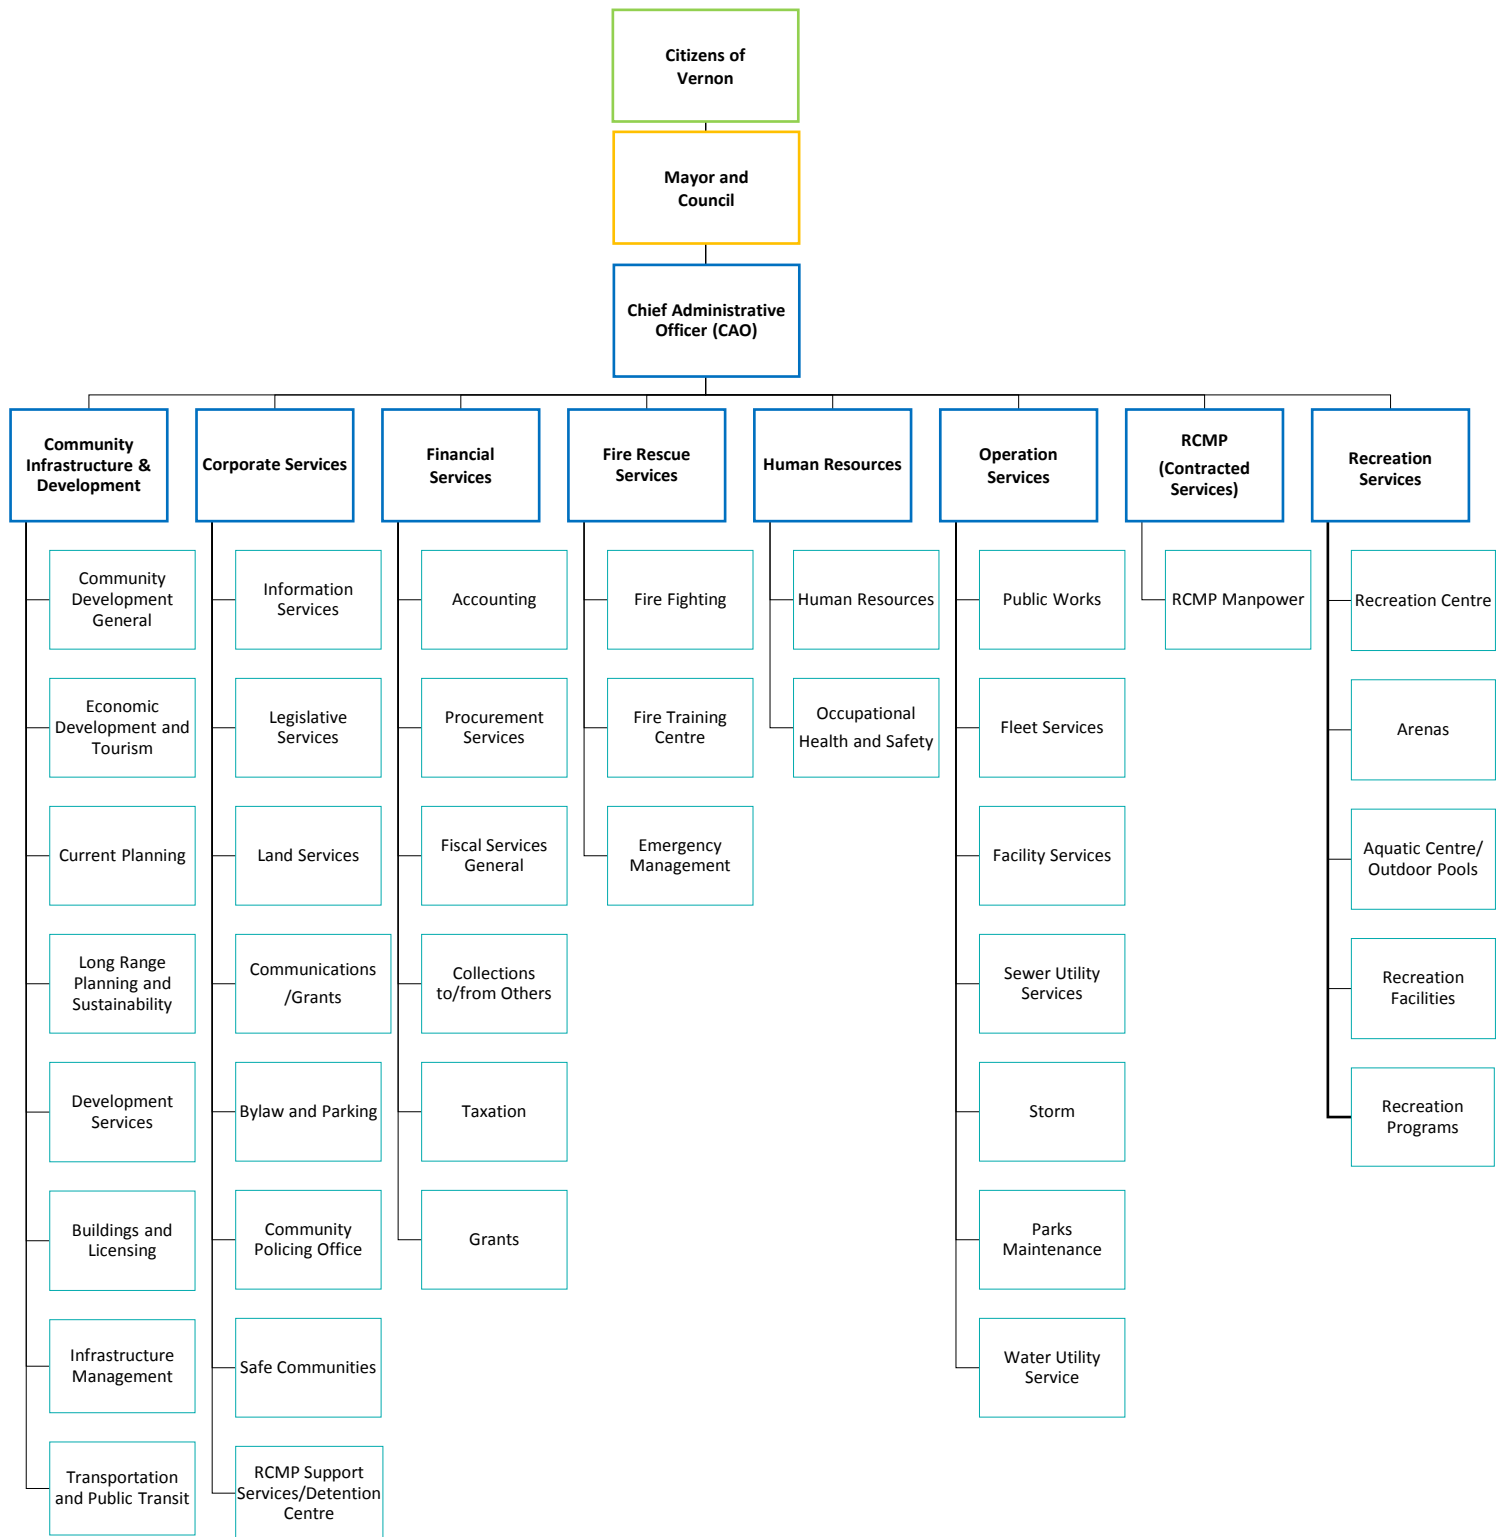 Citizens of
Vernon
Mayor and
Council
Chief Administrative
Officer (CAO)
Community
Infrastructure &
Development
Corporate Services
Financial
Services
Fire Rescue
Services
Human Resources
Operation
Services
RCMP
(Contracted
Services)
Recreation
Services
Community
Development
General
Economic
Development and
Tourism
Current Planning
Long Range
Planning and
Sustainability
Development
Services
Buildings and
Licensing
Infrastructure
Management
Transportation
and Public Transit
Information
Services
Legislative
Services
Land Services
Communications
/Grants
Bylaw and Parking
Community
Policing Office
Safe Communities
RCMP Support
Services/Detention
Centre
Accounting
Procurement
Services
Fiscal Services
General
Collections
to/from Others
Taxation
Grants
Fire Fighting
Fire Training
Centre
Emergency
Management
Human Resources
Occupational
Health and Safety
Public Works
Fleet Services
Facility Services
Sewer Utility
Services
Storm
Parks
Maintenance
Water Utility
Service
RCMP Manpower
Recreation Centre
Arenas
Aquatic Centre/
Outdoor Pools
Recreation
Facilities
Recreation
Programs